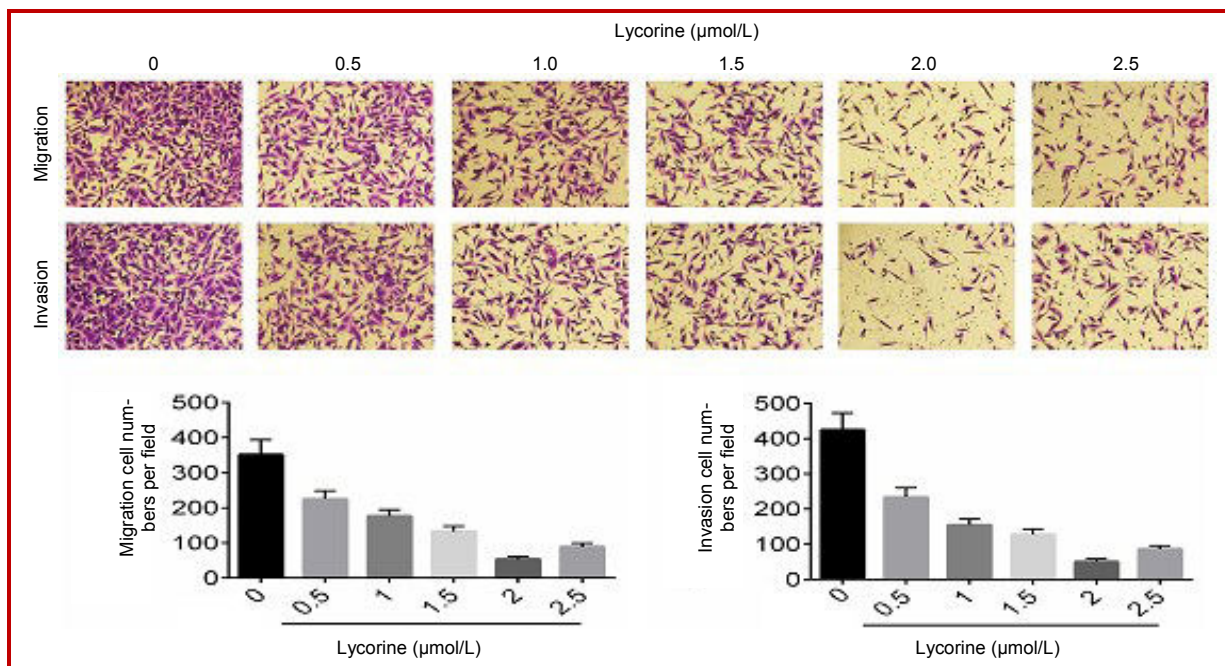 Lycorine (µmol/L)
0 0.5 1.0 1.5 2.0 2.5
Migration
Invasion
Migration cell num-
bers per field
500
400
300
200
100
0
0 0.5 1 1.5 2 2.5
Lycorine (µmol/L)
Invasion cell num-
bers per field
500
400
300
200
100
0
0 0.5 1 1.5 2 2.5
Lycorine (µmol/L)